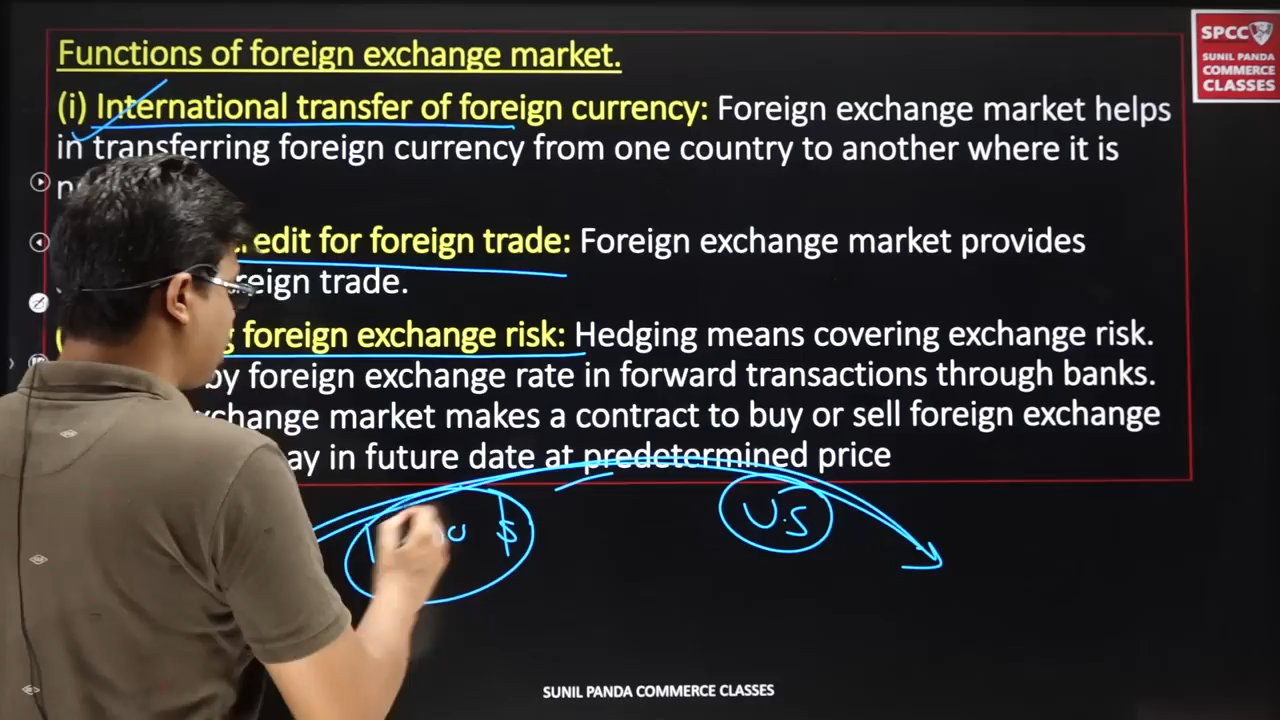 SPCC
SUNIL PANDA
COMMERCE
CLASSES
Functions of foreign exchange market.
(i) International transfer of foreign currency: Foreign exchange market helps
in transferring foreign currency from one country to another where it is
redit for foreign trade: Foreign exchange market provides
reign trade.
g foreign exchange risk: Hedging means covering exchange risk.
by foreign exchange rate in forward transactions through banks.
change market makes a contract to buy or sell foreign exchange
ay in future date at predetermined price
$
U.S
SUNIL PANDA COMMERCE CLASSES